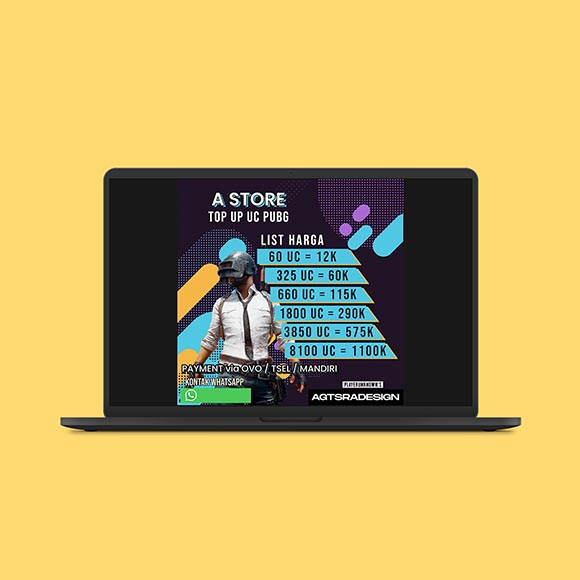 A STORE
TOP UP UC PUBG
LIST HARGA
60 UC = 12K
325 UC = 60K
660 UC = 115K
1800 UC = 290K
3850 UC = 575K
8100 UC = 1100K
PAYMENT via OVO / TSEL / MANDIRI
KONTAK WHATSAPP
PLAYERUNKNOWN'S
AGTSRADESIGN